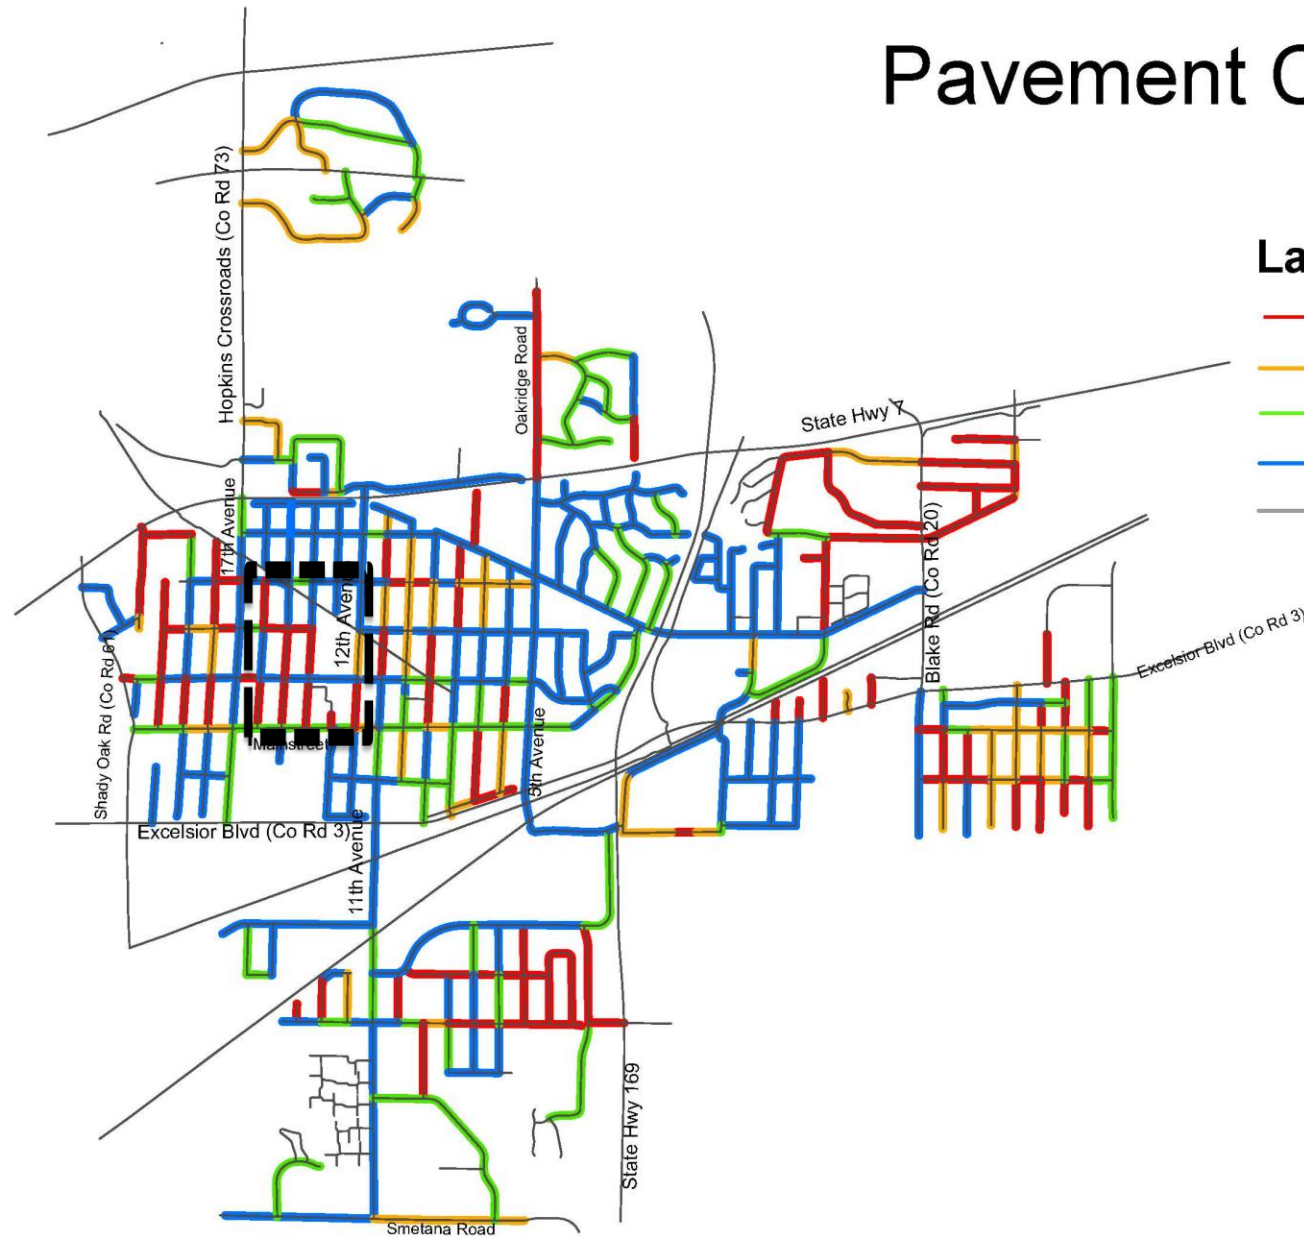 Pavement C
La
Hopkins Crossroads (Co Rd 73)
Oakridge Road
State Hwy 7
17th Avenue
12th Avenu
Blake Rd (Co Rd 20)
Excelsior Blvd (Co Rd 3)
Shady Oak Rd (Co Rd 61)
Mainstreet
5th Avenue
Excelsior Blvd (Co Rd 3)
11th Avenue
State Hwy 169
Smetana Road